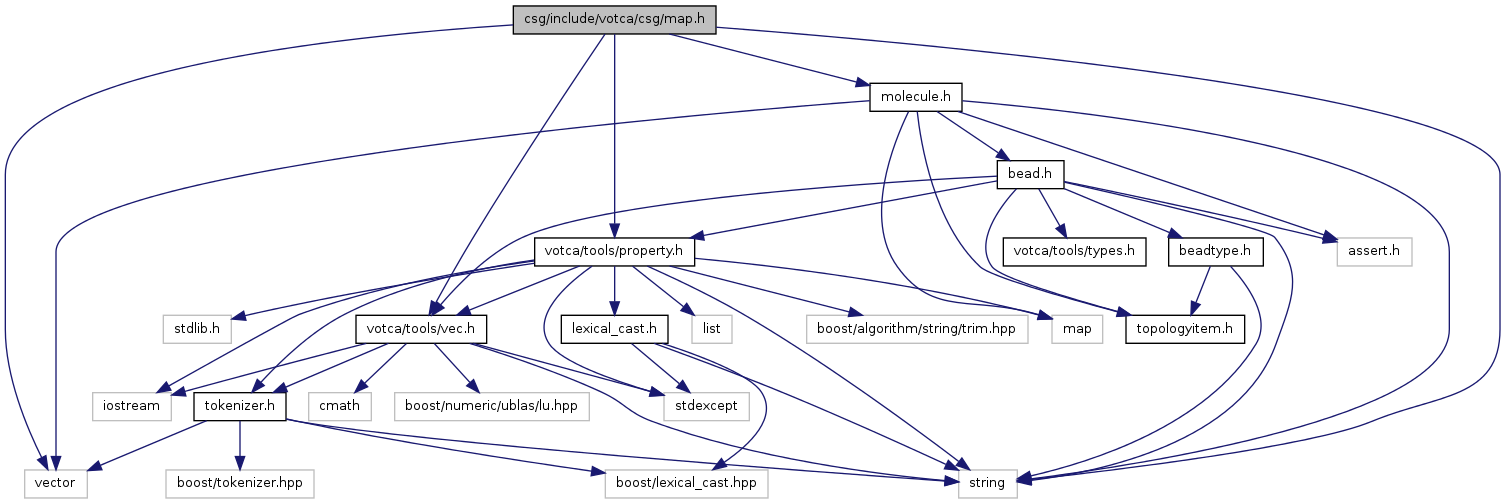 csg/include/votca/csg/map.h
molecule.h
bead.h
votca/tools/property.h
votca/tools/types.h
beadtype.h
assert.h
stdlib.h
votca/tools/vec.h
lexical_cast.h
list
boost/algorithm/string/trim.hpp
map
topologyitem.h
iostream
tokenizer.h
cmath
boost/numeric/ublas/lu.hpp
stdexcept
vector
boost/tokenizer.hpp
boost/lexical_cast.hpp
string